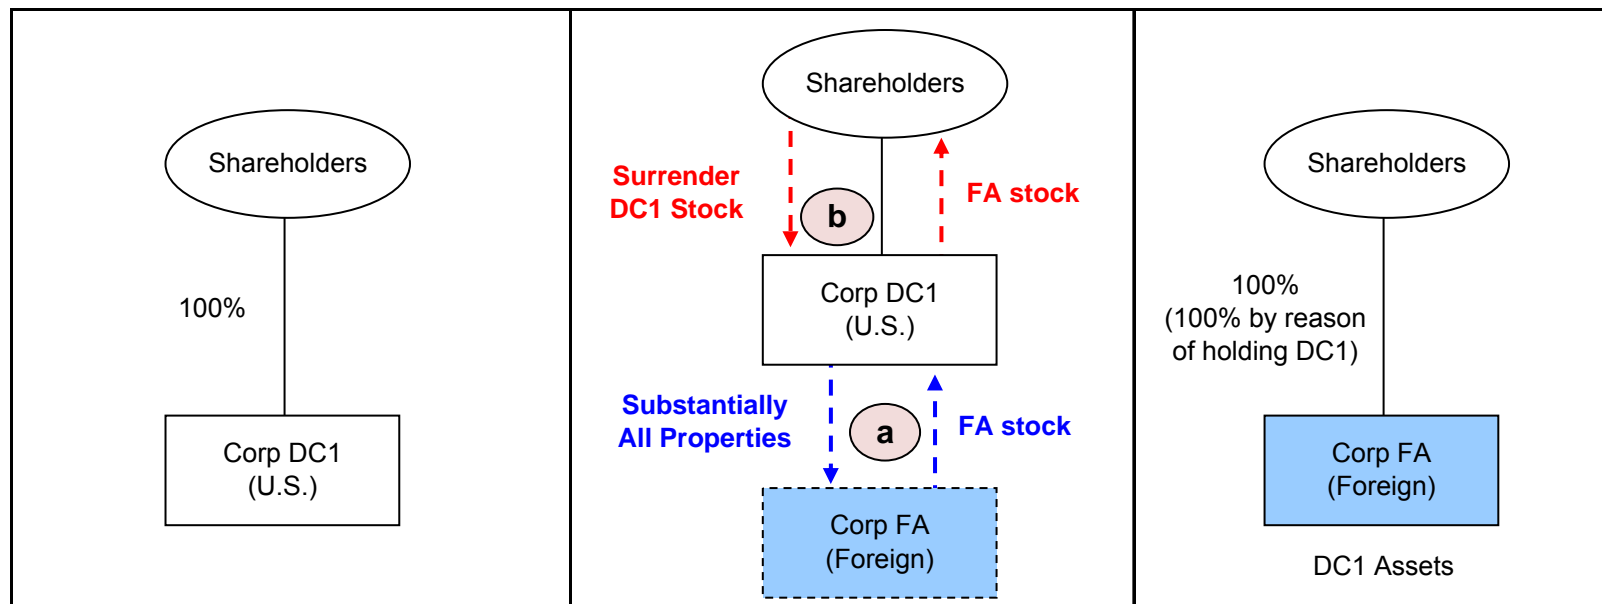 Shareholders
100%
Corp DC1
(U.S.)
Shareholders
Surrender
DC1 Stock
b
FA stock
Corp DC1
(U.S.)
Substantially
All Properties
a
FA stock
Corp FA
(Foreign)
Shareholders
100%
(100% by reason
of holding DC1)
Corp FA
(Foreign)
DC1 Assets